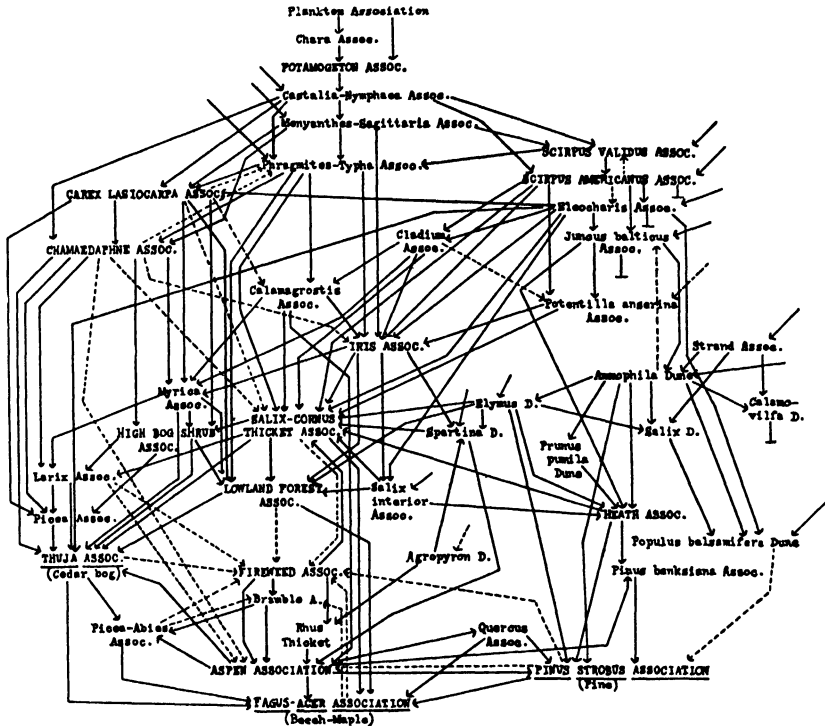 Plankton Association
Chara Assoc.
POTAMOGETON ASSOC.
Castalia-Nymphaea Assoc.
Menyanthes-Sagittaria Assoc.
SCIRPUS VALIDUS ASSOC.
Phragmites-Typha Assoc.
SCIRPUS AMERICANUS ASSOC.
CAREX LASIOCARPA ASSOC.
Eleocharis Assoc.
CHAMAEDAPHNE ASSOC.
Cladium
Assoc.
Juncus balticus
Assoc.
Calamagrostis
Assoc.
Potentilla anserina
Assoc.
IRIS ASSOC.
Strand Assoc.
Ammophila Dune
Myrica
Assoc.
Elymus D.
Calamo-
vilfa D.
SALIX-CORNUS
THICKET ASSOC.
HIGH BOG SHRUB
ASSOC.
Spartina D.
Salix D.
Prunus
pumila
Dune
Larix Assoc.
LOWLAND FOREST
ASSOC.
Salix
interior
Assoc.
Picea Assoc.
HEATH ASSOC.
Populus balsamifera Dune
THUJA ASSOC.
(Cedar bog)
FIREWEED ASSOC.
Agropyron D.
Pinus banksiana Assoc.
Bramble A.
Picea-Abies
Assoc.
Rhus
Thicket
Quercus
Assoc.
ASPEN ASSOCIATION
PINUS STROBUS ASSOCIATION
(Pine)
FAGUS-ACER ASSOCIATION
(Beech-Maple)